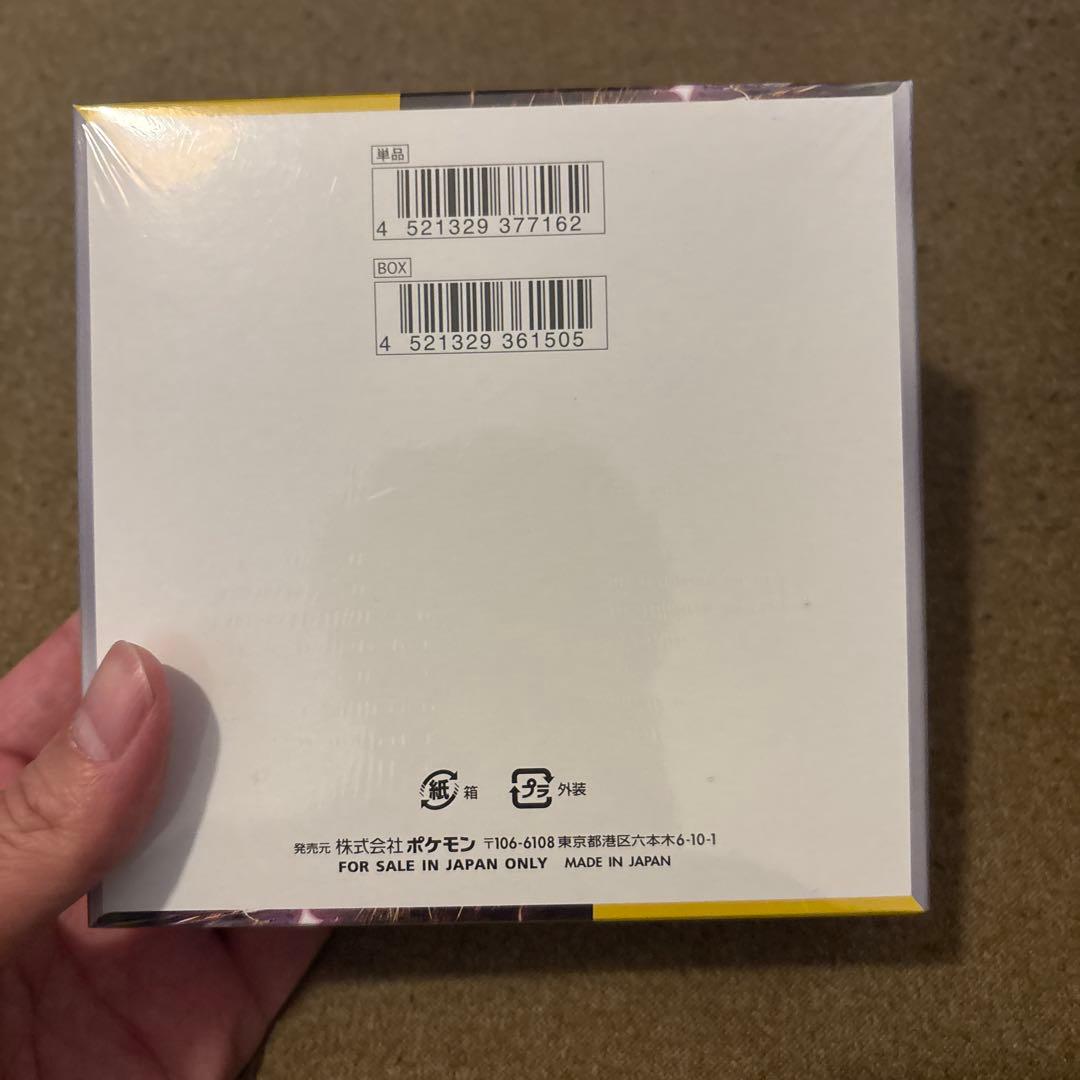 単品
4 521329 377162
BOX
4 521329 361505
紙 箱 プラ 外装
発売元 株式会社 ポケモン 〒106-6108 東京都港区六本木6-10-1
FOR SALE IN JAPAN ONLY MADE IN JAPAN